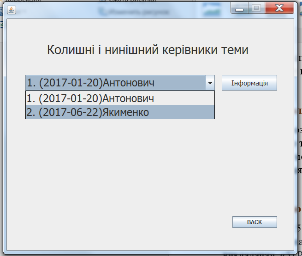 Колишні і нинішний керівники теми
1. (2017-01-20)Антонович
Інформація
1. (2017-01-20)Антонович
2. (2017-06-22)Якименко
BACK